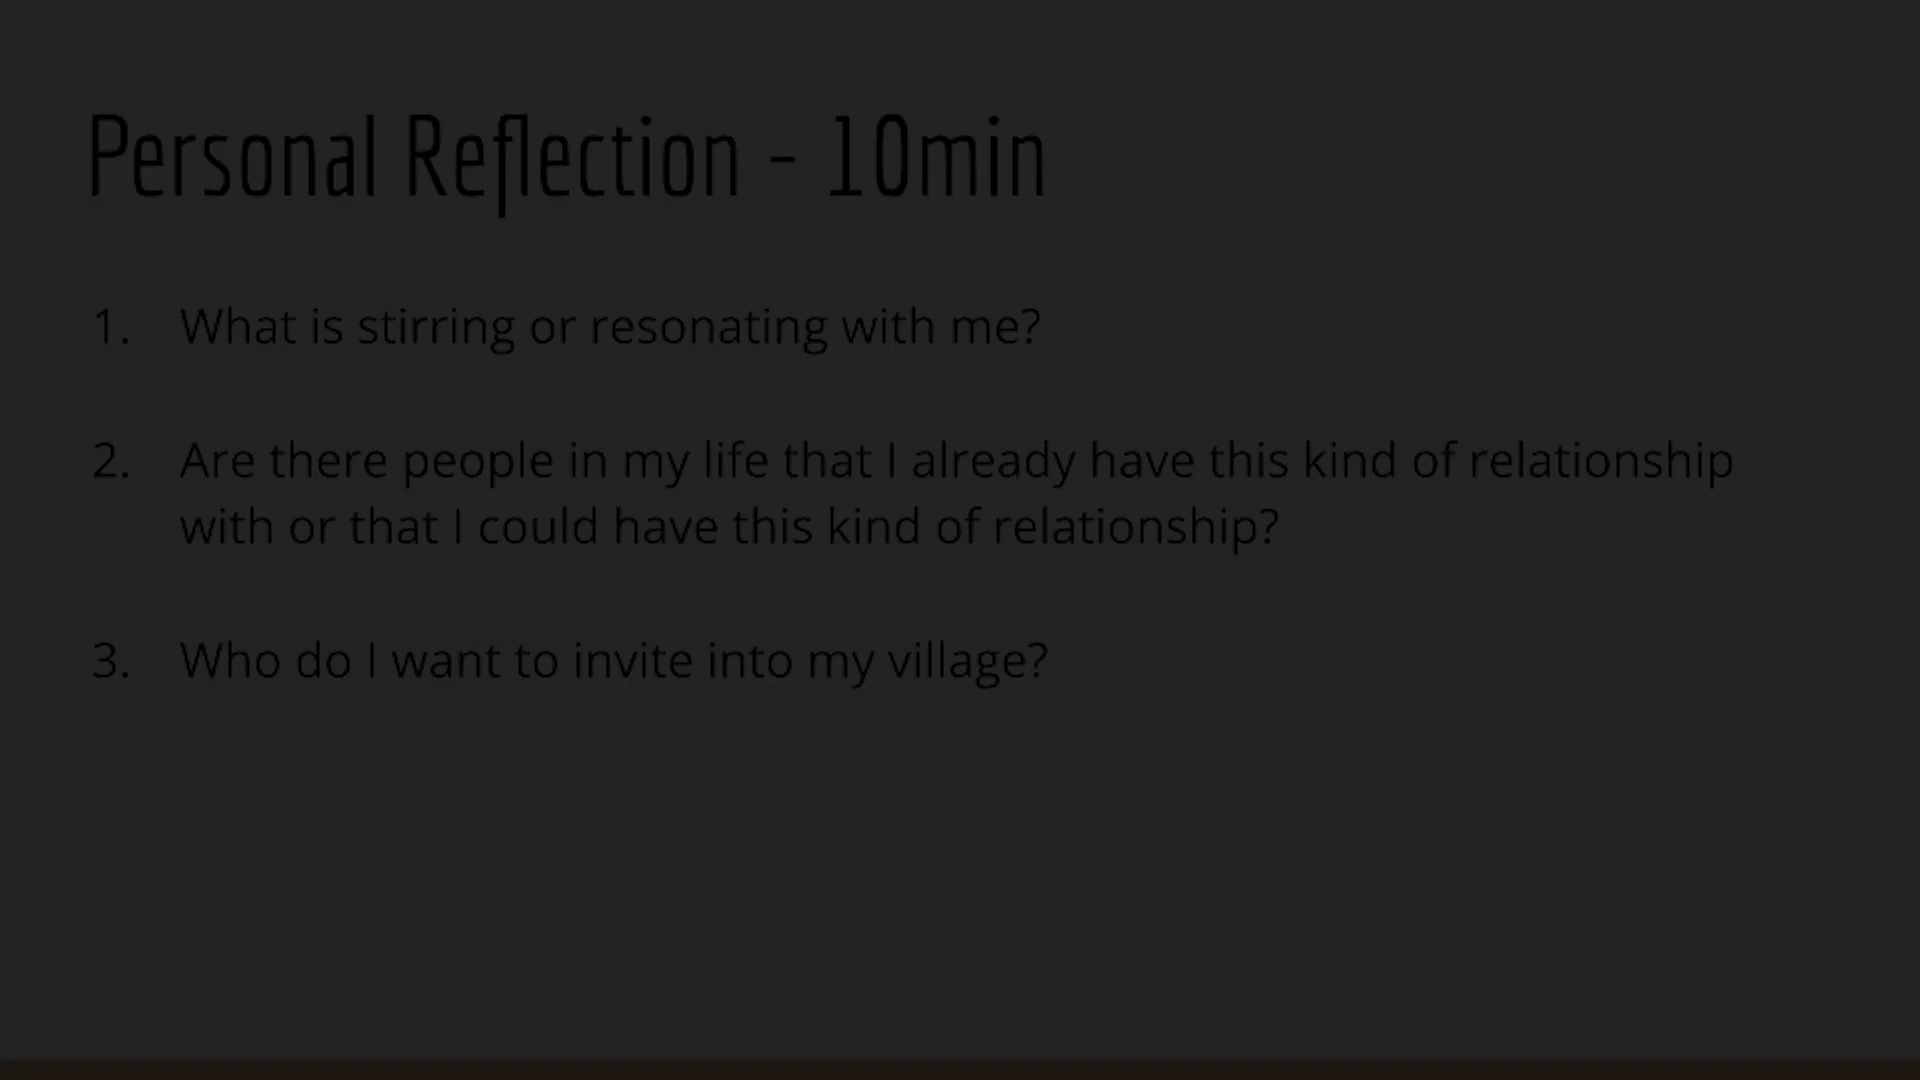 Personal Reflection - 10min
1. What is stirring or resonating with me?
2. Are there people in my life that I already have this kind of relationship
with or that I could have this kind of relationship?
3. Who do I want to invite into my village?